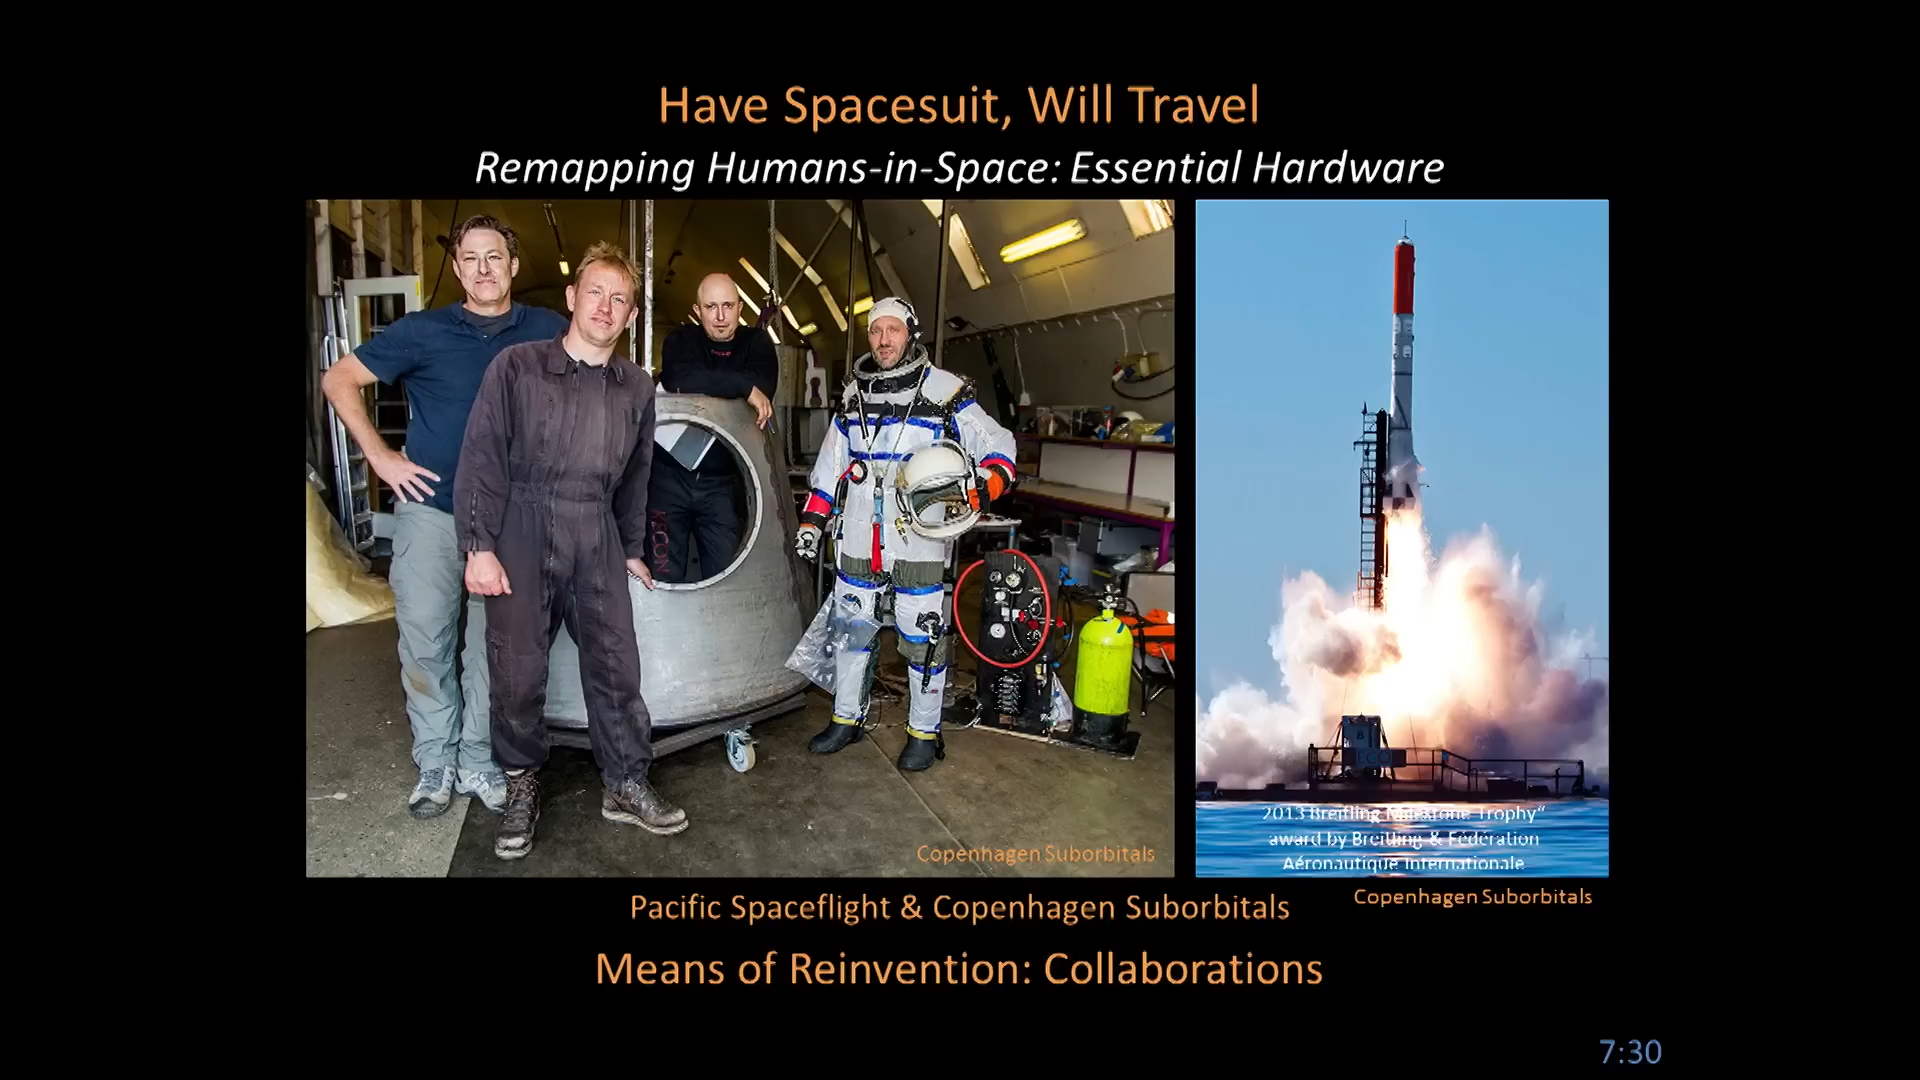 Have Spacesuit, Will Travel
Remapping Humans-in-Space: Essential Hardware
KECON
Copenhagen Suborbitals
2013 Breitling Milestone Trophy"
award by Breitling & Fédération
Aéronautique Internationale
Copenhagen Suborbitals
Pacific Spaceflight & Copenhagen Suborbitals
Means of Reinvention: Collaborations
7:30